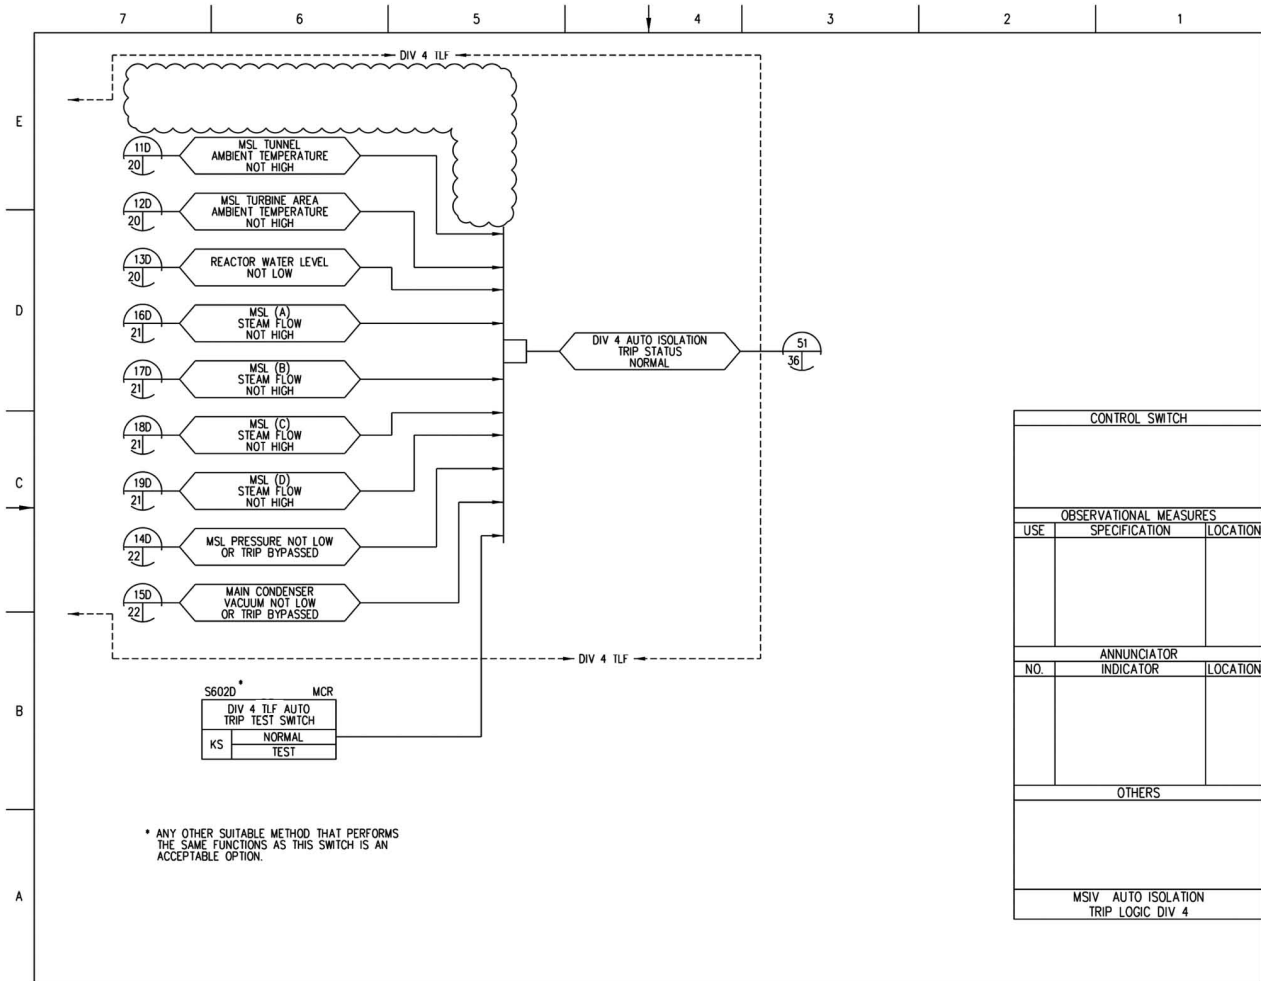 7 6 5 4 3 2 1
DIV 4 TLF
E
11D
20
MSL TUNNEL
AMBIENT TEMPERATURE
NOT HIGH
12D
20
MSL TURBINE AREA
AMBIENT TEMPERATURE
NOT HIGH
13D
20
REACTOR WATER LEVEL
NOT LOW
D
16D
21
MSL (A)
STEAM FLOW
NOT HIGH
DIV 4 AUTO ISOLATION
TRIP STATUS
NORMAL
51
36
17D
21
MSL (B)
STEAM FLOW
NOT HIGH
18D
21
MSL (C)
STEAM FLOW
NOT HIGH
C
19D
21
MSL (D)
STEAM FLOW
NOT HIGH
14D
22
MSL PRESSURE NOT LOW
OR TRIP BYPASSED
15D
22
MAIN CONDENSER
VACUUM NOT LOW
OR TRIP BYPASSED
DIV 4 TLF
B
S602D * MCR
DIV 4 TLF AUTO
TRIP TEST SWITCH
KS
NORMAL
TEST
* ANY OTHER SUITABLE METHOD THAT PERFORMS
THE SAME FUNCTIONS AS THIS SWITCH IS AN
ACCEPTABLE OPTION.
A
CONTROL SWITCH
OBSERVATIONAL MEASURES
USE SPECIFICATION LOCATION
ANNUNCIATOR
NO. INDICATOR LOCATION
OTHERS
MSIV AUTO ISOLATION
TRIP LOGIC DIV 4